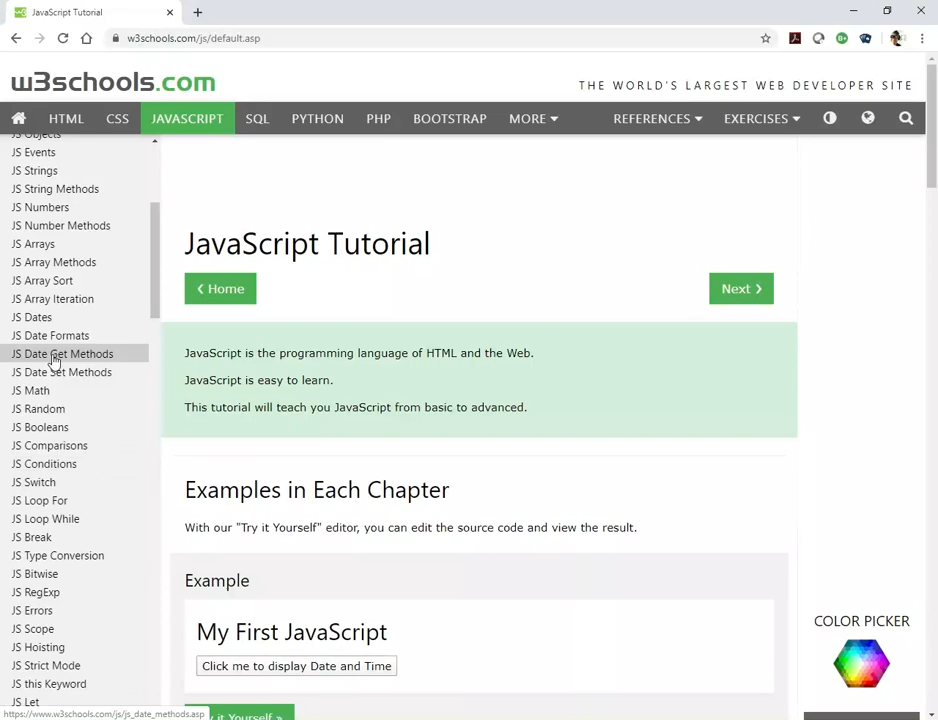 JavaScript Tutorial
w3schools.com/js/default.asp
w3schools.com
THE WORLD'S LARGEST WEB DEVELOPER SITE
HTML CSS JAVASCRIPT SQL PYTHON PHP BOOTSTRAP MORE REFERENCES EXERCISES
JS Objects
JS Events
JS Strings
JS String Methods
JS Numbers
JS Number Methods
JS Arrays
JS Array Methods
JS Array Sort
JS Array Iteration
JS Dates
JS Date Formats
JS Date Get Methods
JS Date Set Methods
JS Math
JS Random
JS Booleans
JS Comparisons
JS Conditions
JS Switch
JS Loop For
JS Loop While
JS Break
JS Type Conversion
JS Bitwise
JS RegExp
JS Errors
JS Scope
JS Hoisting
JS Strict Mode
JS this Keyword
JS Let
https://www.w3schools.com/js/js_date_methods.asp
JavaScript Tutorial
❮ Home
Next ❯
JavaScript is the programming language of HTML and the Web.
JavaScript is easy to learn.
This tutorial will teach you JavaScript from basic to advanced.
Examples in Each Chapter
With our "Try it Yourself" editor, you can edit the source code and view the result.
Example
My First JavaScript
Click me to display Date and Time
it Yourself »
COLOR PICKER